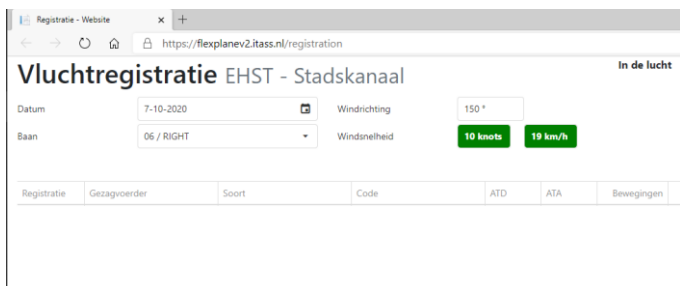 Registratie - Website
https://flexplanev2.itass.nl/registration
Vluchtregistratie EHST - Stadskanaal
In de lucht
Datum 7-10-2020 Windrichting 150 °
Baan 06 / RIGHT Windsnelheid 10 knots 19 km/h
Registratie Gezagvoerder Soort Code ATD ATA Bewegingen